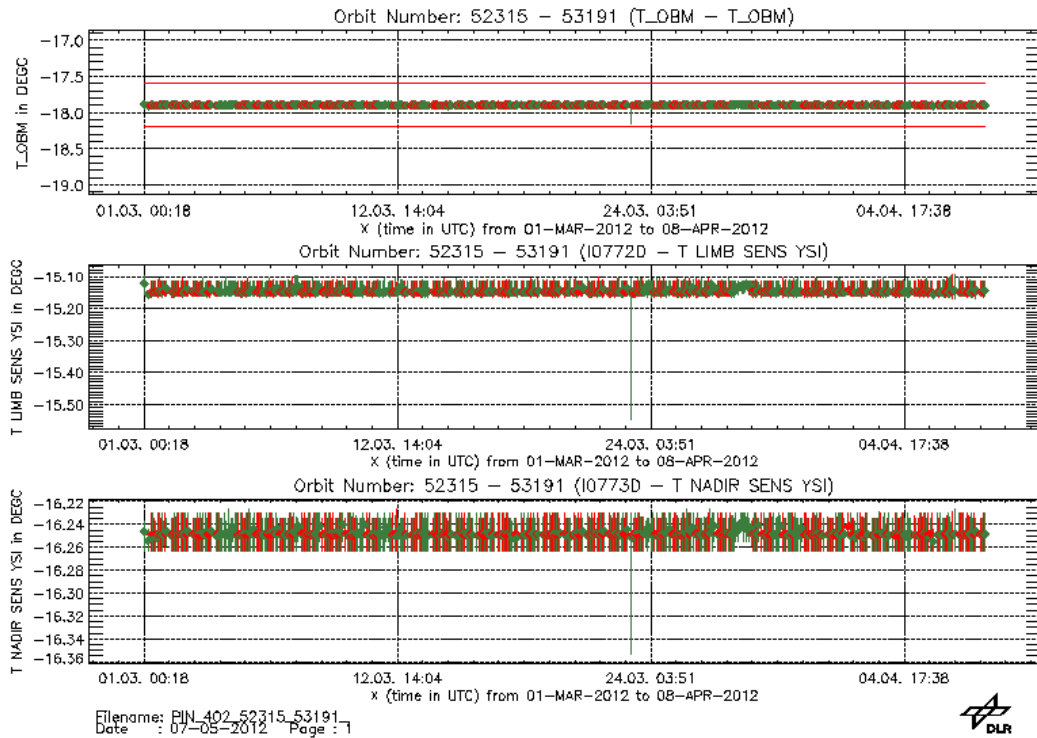 Orbit Number: 52315 – 53191 (T_OBM – T_OBM)
T_OBM in DEGC
−17.0
−17.5
−18.0
−18.5
−19.0
01.03. 00:18 12.03. 14:04 24.03. 03:51 04.04. 17:38
X (time in UTC) from 01−MAR−2012 to 08−APR−2012
Orbit Number: 52315 – 53191 (I0772D – T LIMB SENS YSI)
T LIMB SENS YSI in DEGC
−15.10
−15.20
−15.30
−15.40
−15.50
01.03. 00:18 12.03. 14:04 24.03. 03:51 04.04. 17:38
X (time in UTC) from 01−MAR−2012 to 08−APR−2012
Orbit Number: 52315 – 53191 (I0773D – T NADIR SENS YSI)
T NADIR SENS YSI in DEGC
−16.22
−16.24
−16.26
−16.28
−16.30
−16.32
−16.34
−16.36
01.03. 00:18 12.03. 14:04 24.03. 03:51 04.04. 17:38
X (time in UTC) from 01−MAR−2012 to 08−APR−2012
Filename: PIN_402_52315_53191_
Date : 07−05−2012 Page : 1
DLR